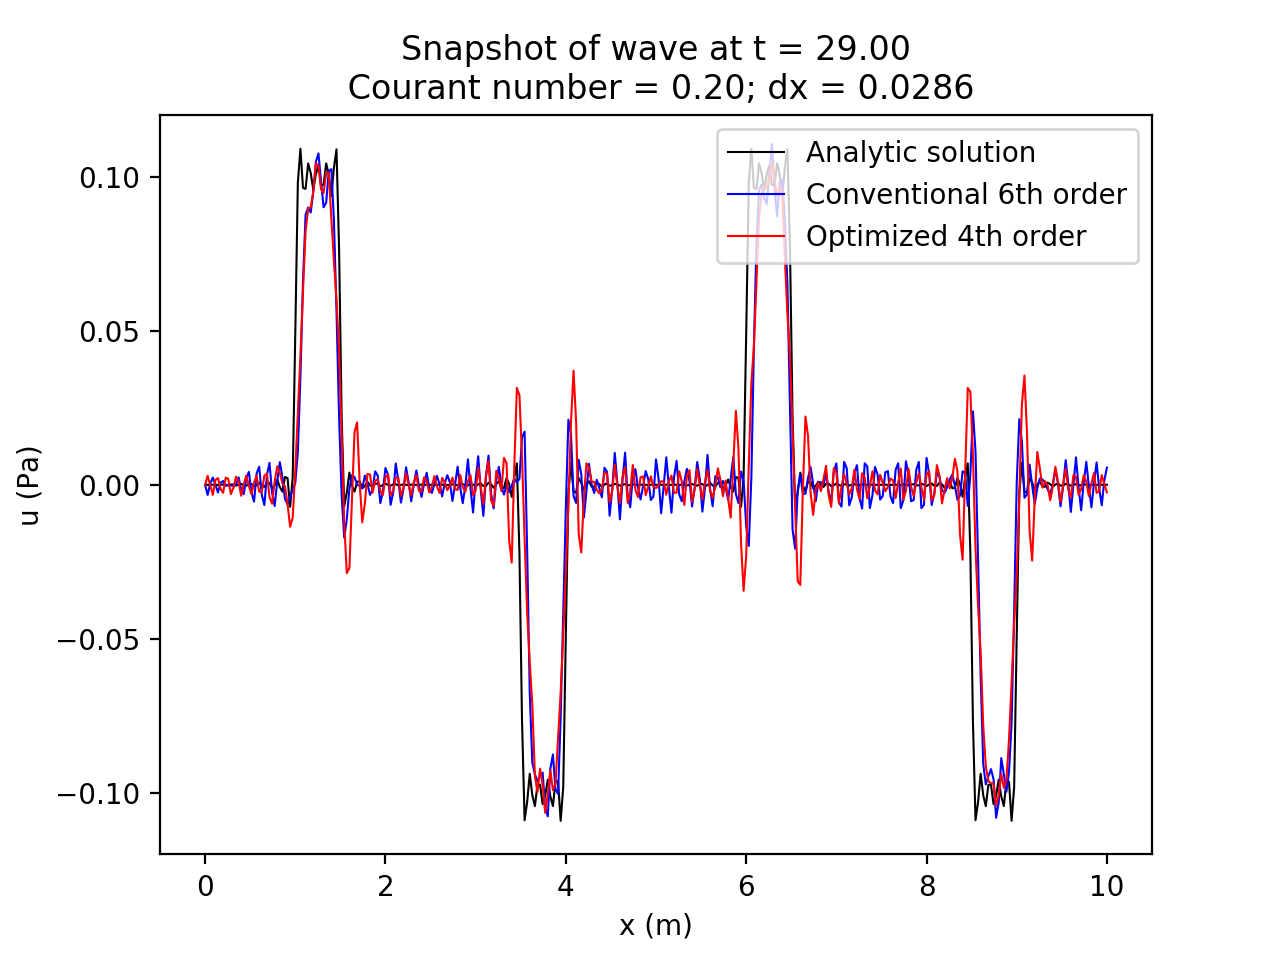 Snapshot of wave at t = 29.00
Courant number = 0.20; dx = 0.0286
Analytic solution
Conventional 6th order
Optimized 4th order
0.10
0.05
0.00
−0.05
−0.10
u (Pa)
0 2 4 6 8 10
x (m)